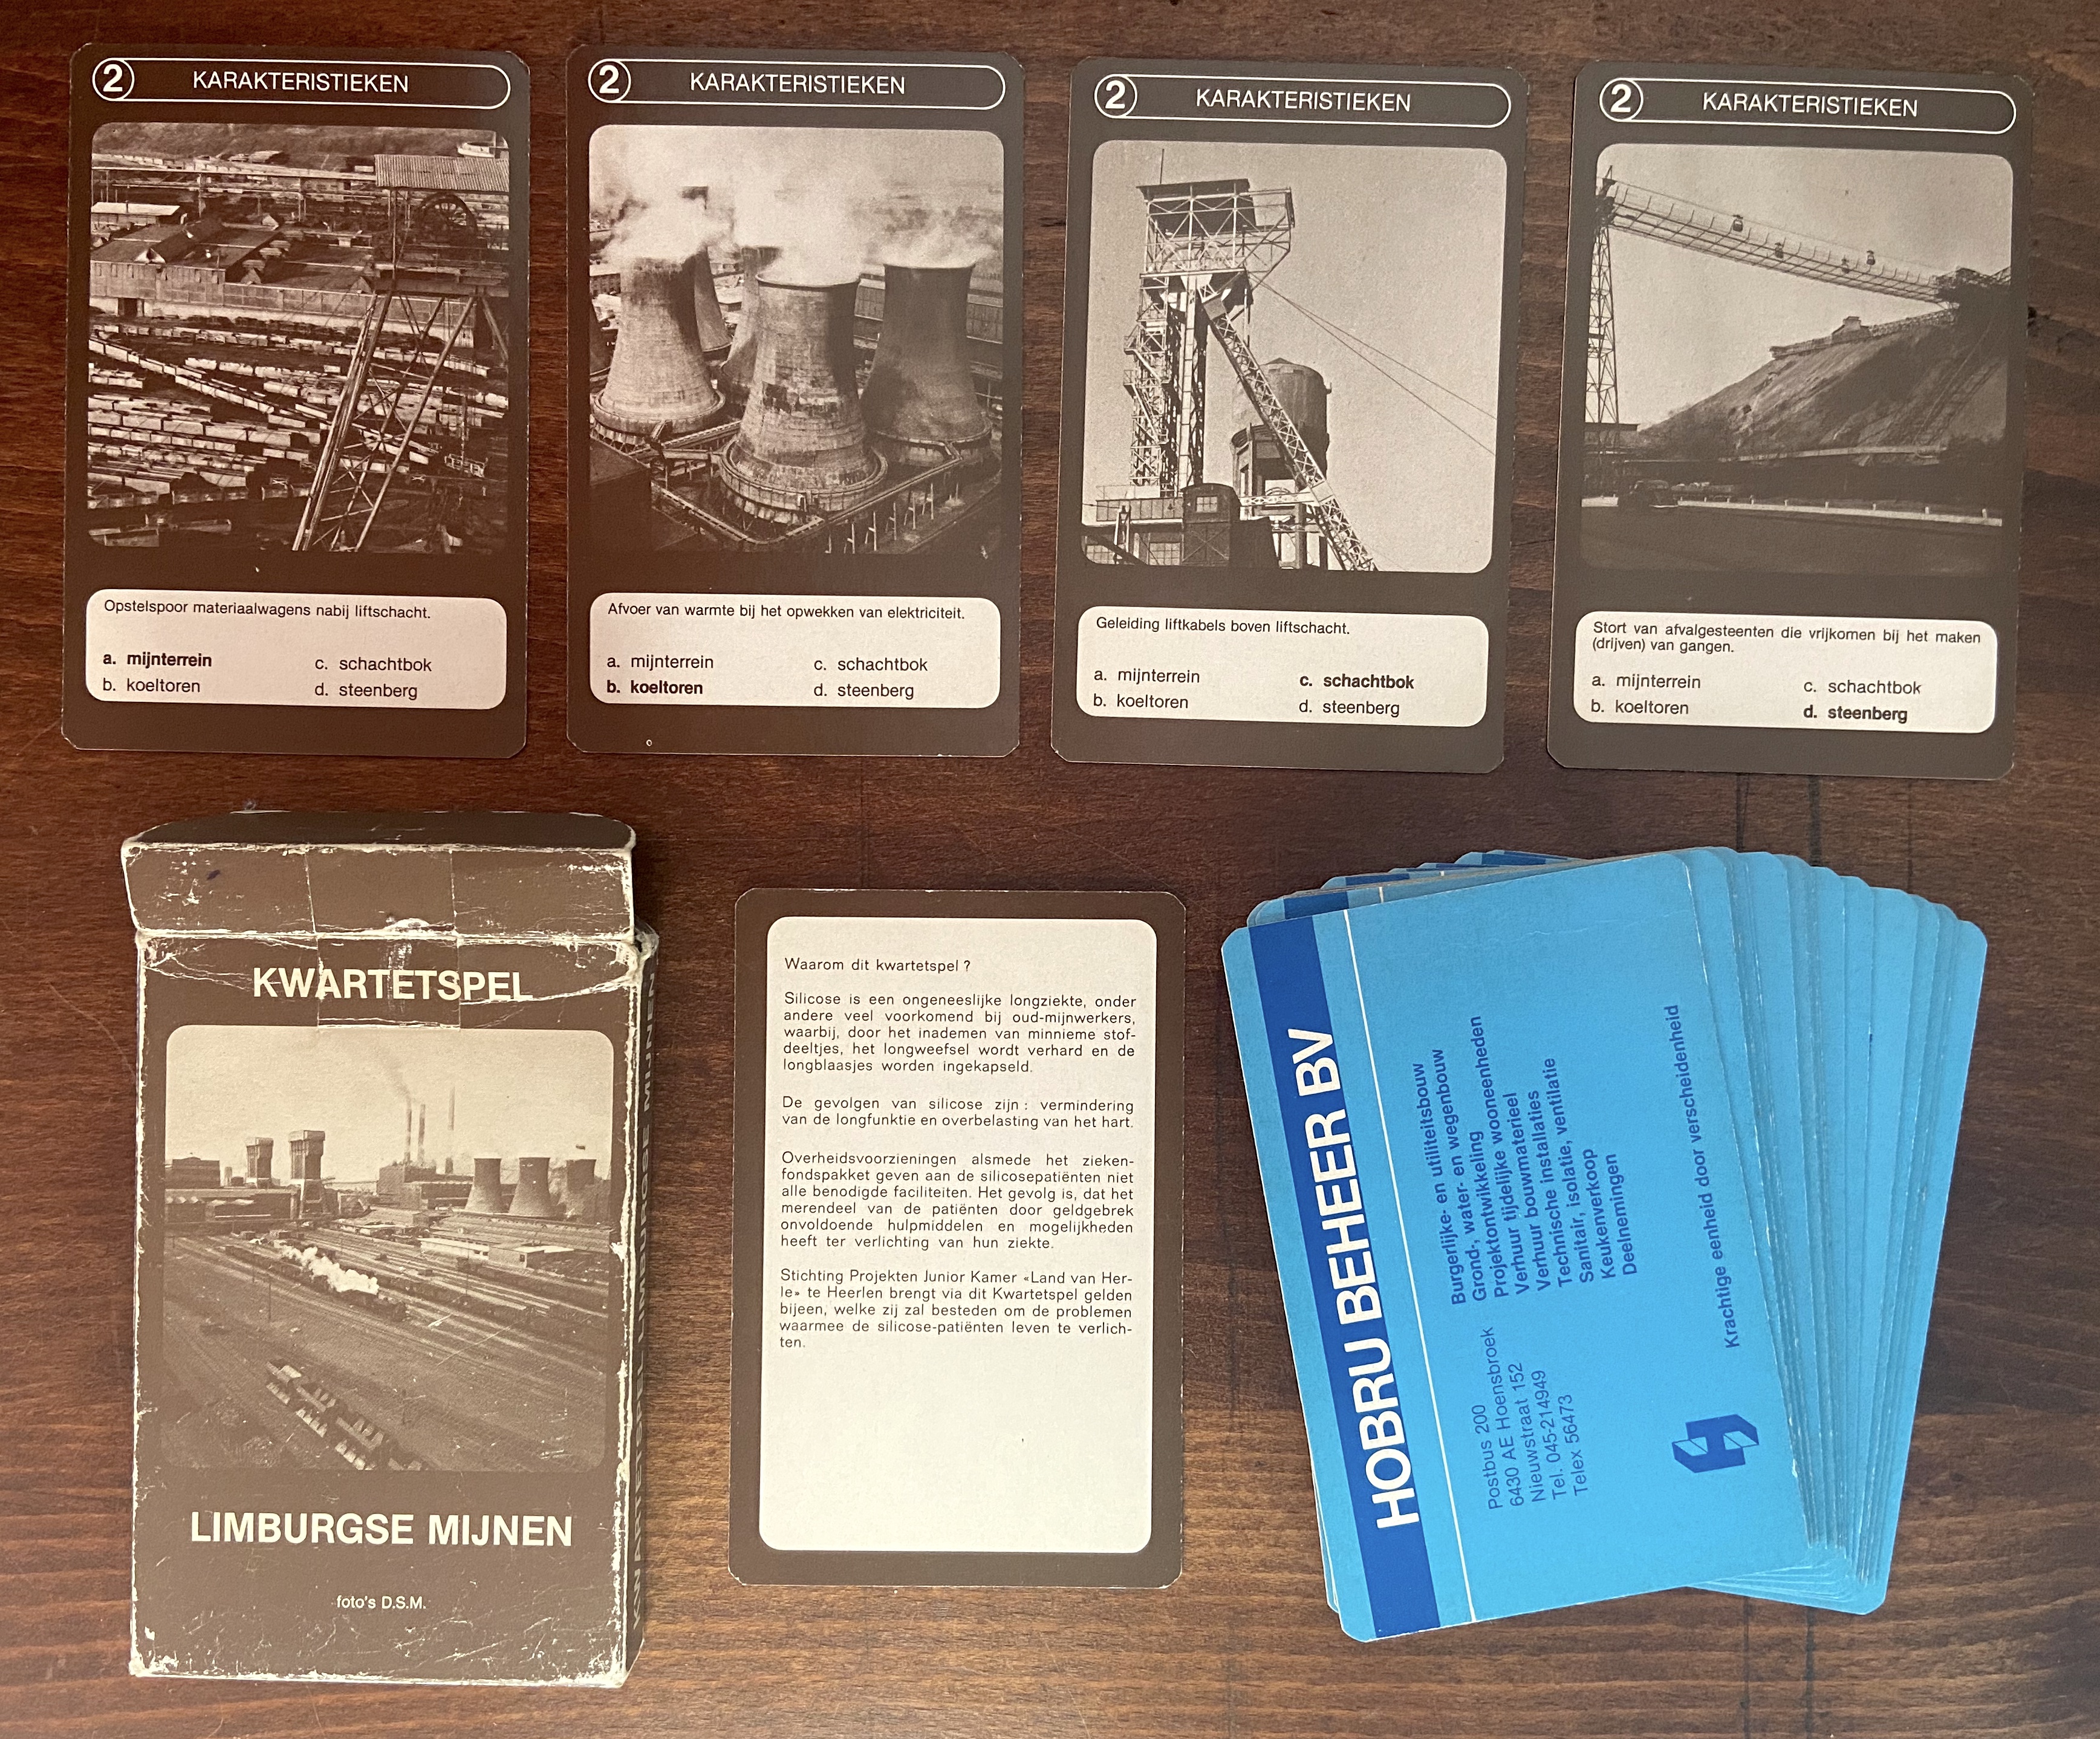 2 KARAKTERISTIEKEN
Opstelspoor materiaalwagens nabij liftschacht.
a. mijnterrein
b. koeltoren
c. schachtbok
d. steenberg
2 KARAKTERISTIEKEN
Afvoer van warmte bij het opwekken van elektriciteit.
a. mijnterrein
b. koeltoren
c. schachtbok
d. steenberg
2 KARAKTERISTIEKEN
Geleiding liftkabels boven liftschacht.
a. mijnterrein
b. koeltoren
c. schachtbok
d. steenberg
2 KARAKTERISTIEKEN
Stort van afvalgesteenten die vrijkomen bij het maken
(drijven) van gangen.
a. mijnterrein
b. koeltoren
c. schachtbok
d. steenberg
KWARTETSPEL
LIMBURGSE MIJNEN
foto's D.S.M.
KWARTETSPEL LIMBURGSE MIJNEN
Waarom dit kwartetspel ?
Silicose is een ongeneeslijke longziekte, onder
andere veel voorkomend bij oud-mijnwerkers,
waarbij, door het inademen van minnieme stof-
deeltjes, het longweefsel wordt verhard en de
longblaasjes worden ingekapseld.
De gevolgen van silicose zijn : vermindering
van de longfunktie en overbelasting van het hart.
Overheidsvoorzieningen alsmede het zieken-
fondspakket geven aan de silicosepatiënten niet
alle benodigde faciliteiten. Het gevolg is, dat het
merendeel van de patiënten door geldgebrek
onvoldoende hulpmiddelen en mogelijkheden
heeft ter verlichting van hun ziekte.
Stichting Projekten Junior Kamer «Land van Her-
le» te Heerlen brengt via dit Kwartetspel gelden
bijeen, welke zij zal besteden om de problemen
waarmee de silicose-patiënten leven te verlich-
ten.
HOBRU BEHEER BV
Postbus 200
6430 AE Hoensbroek
Nieuwstraat 152
Tel. 045-214949
Telex 56473
Burgerlijke- en utiliteitsbouw
Grond-, water- en wegenbouw
Projektontwikkeling
Verhuur tijdelijke wooneenheden
Verhuur bouwmaterieel
Technische installaties
Sanitair, isolatie, ventilatie
Keukenverkoop
Deelnemingen
Krachtige eenheid door verscheidenheid